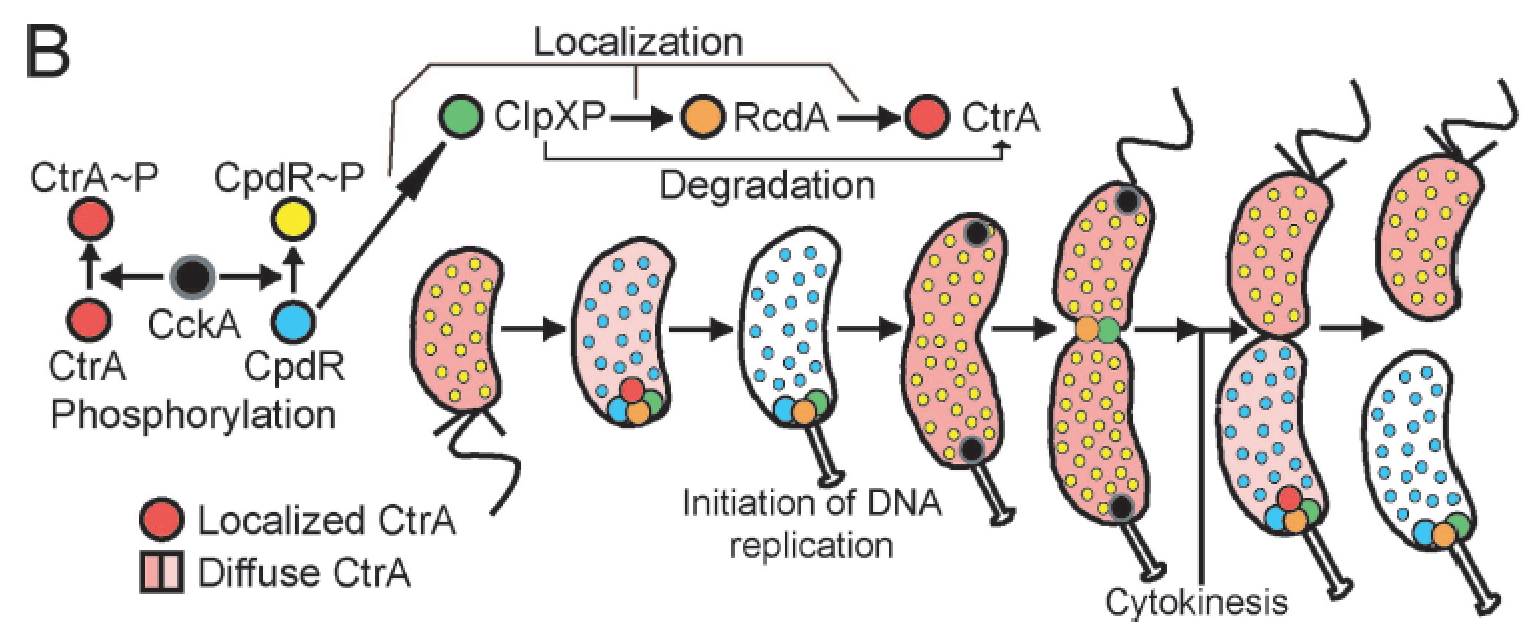 B
Localization
ClpXP
RcdA
CtrA
Degradation
CtrA~P
CpdR~P
CckA
CtrA
CpdR
Phosphorylation
Localized CtrA
Diffuse CtrA
Initiation of DNA
replication
Cytokinesis